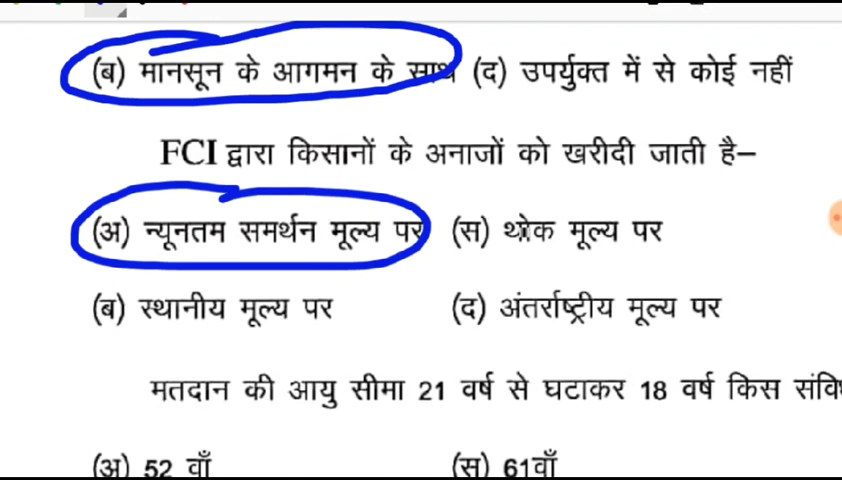 (ब) मानसून के आगमन के साथ (द) उपर्युक्त में से कोई नहीं
FCI द्वारा किसानों के अनाजों को खरीदी जाती है–
(अ) न्यूनतम समर्थन मूल्य पर (स) थोक मूल्य पर
(ब) स्थानीय मूल्य पर (द) अंतर्राष्ट्रीय मूल्य पर
मतदान की आयु सीमा 21 वर्ष से घटाकर 18 वर्ष किस
(अ) 52 वाँ (स) 61वाँ